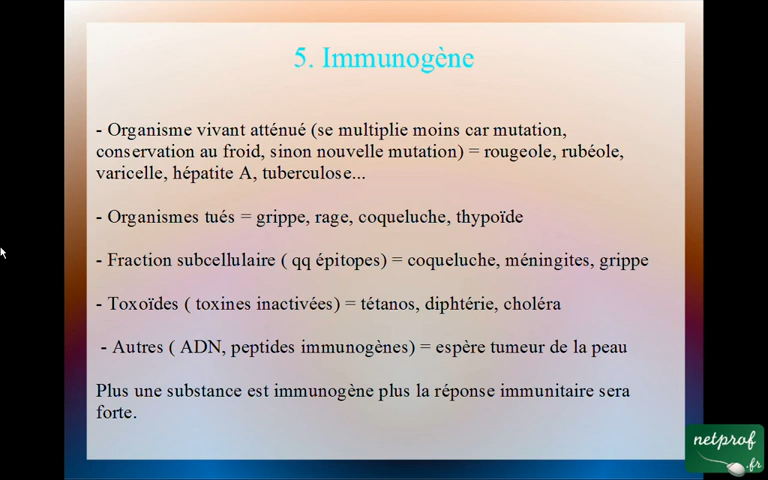 5. Immunogène
- Organisme vivant atténué (se multiplie moins car mutation,
conservation au froid, sinon nouvelle mutation) = rougeole, rubéole,
varicelle, hépatite A, tuberculose...
- Organismes tués = grippe, rage, coqueluche, thypoïde
- Fraction subcellulaire ( qq épitopes) = coqueluche, méningites, grippe
- Toxoïdes ( toxines inactivées) = tétanos, diphtérie, choléra
- Autres ( ADN, peptides immunogènes) = espère tumeur de la peau
Plus une substance est immunogène plus la réponse immunitaire sera
forte.
netprof
.fr